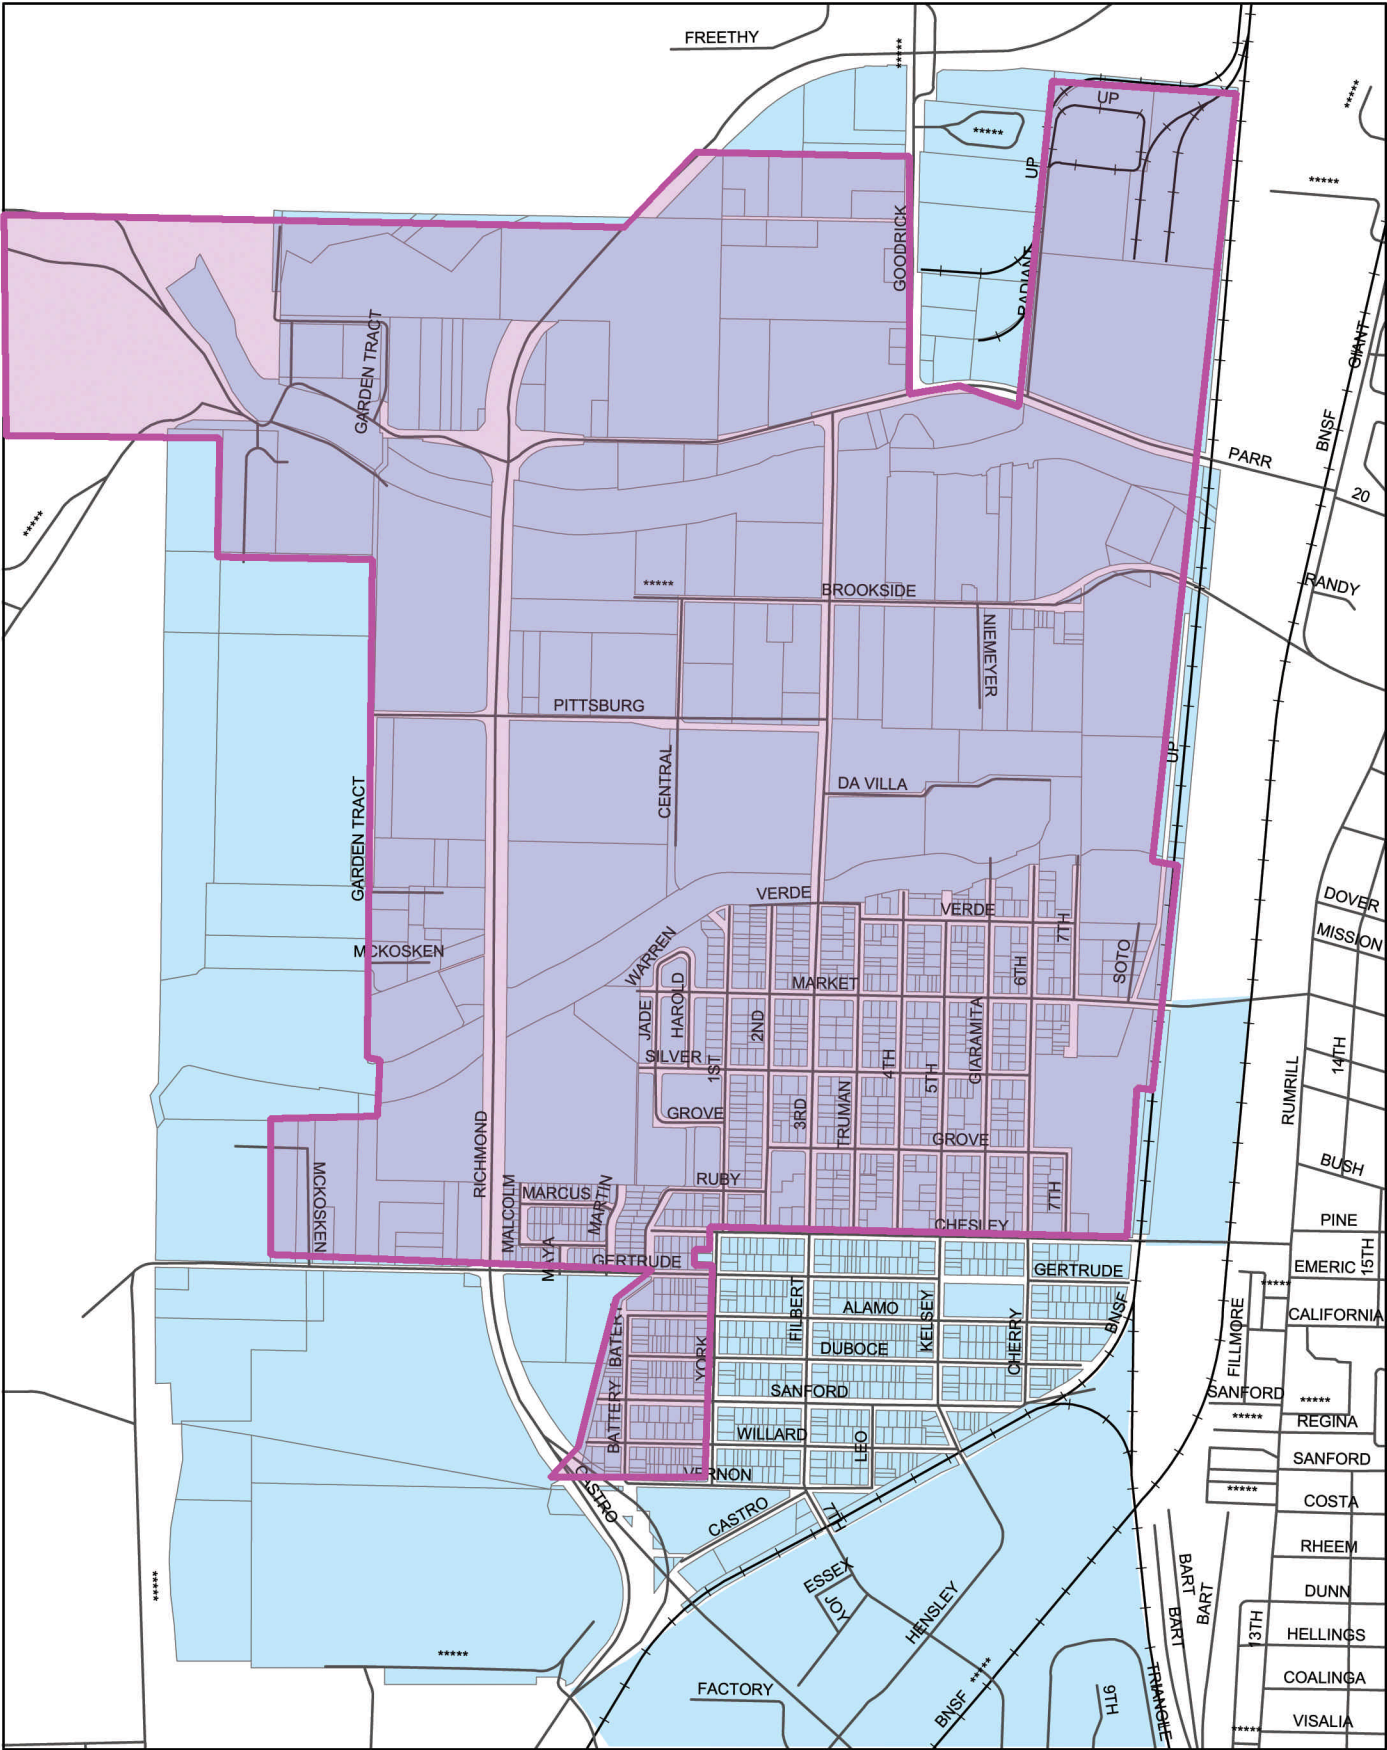 FREETHY
*****
UP
*****
*****
*****
UP
GOODRICK
RADIANT
GIANT
GARDEN TRACT
BNSF
PARR
20
*****
*****
BROOKSIDE
RANDY
NIEMEYER
PITTSBURG
UP
CENTRAL
DA VILLA
GARDEN TRACT
VERDE
VERDE
7TH
DOVER
MISSION
MCKOSKEN
WARREN
SOTO
6TH
MARKET
JADE
HAROLD
2ND
GIARAMITA
14TH
SILVER
1ST
4TH
5TH
RUMRILL
GROVE
3RD
TRUMAN
GROVE
RICHMOND
BUSH
RUBY
MARCUS
MARTIN
7TH
MCKOSKEN
MALCOLM
CHESLEY
PINE
15TH
MAYA
GERTRUDE
GERTRUDE
EMERIC
*****
FILBERT
ALAMO
KELSEY
BNSF
CALIFORNIA
BATTERY
BATERY
YORK
DUBOCE
CHERRY
FILLMORE
SANFORD
SANFORD
*****
*****
REGINA
BATTERY
WILLARD
LEO
SANFORD
VERNON
CASTRO
*****
COSTA
CASTRO
7TH
RHEEM
*****
ESSEX
BART
BART
DUNN
JOY
HENSLEY
BART
13TH
HELLINGS
*****
*****
COALINGA
FACTORY
BNSF
9TH
TRIANGLE
*****
VISALIA